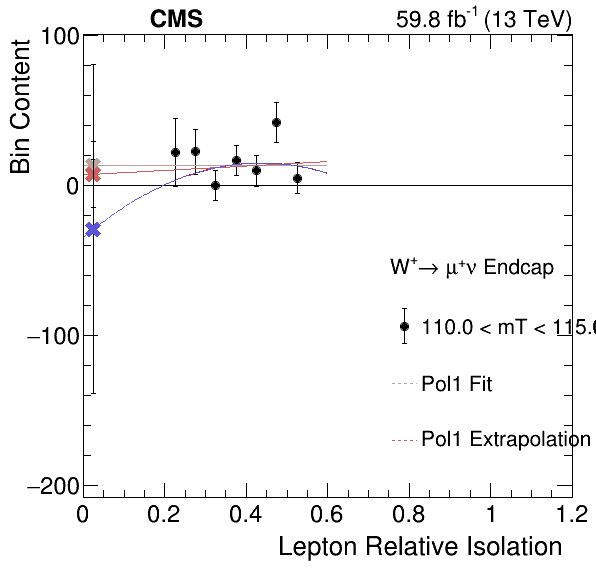 CMS 59.8 fb⁻¹ (13 TeV)
Bin Content
100
0
−100
−200
W⁺→ μ⁺ν Endcap
110.0 < mT < 115.0
Pol1 Fit
Pol1 Extrapolation
0 0.2 0.4 0.6 0.8 1 1.2
Lepton Relative Isolation